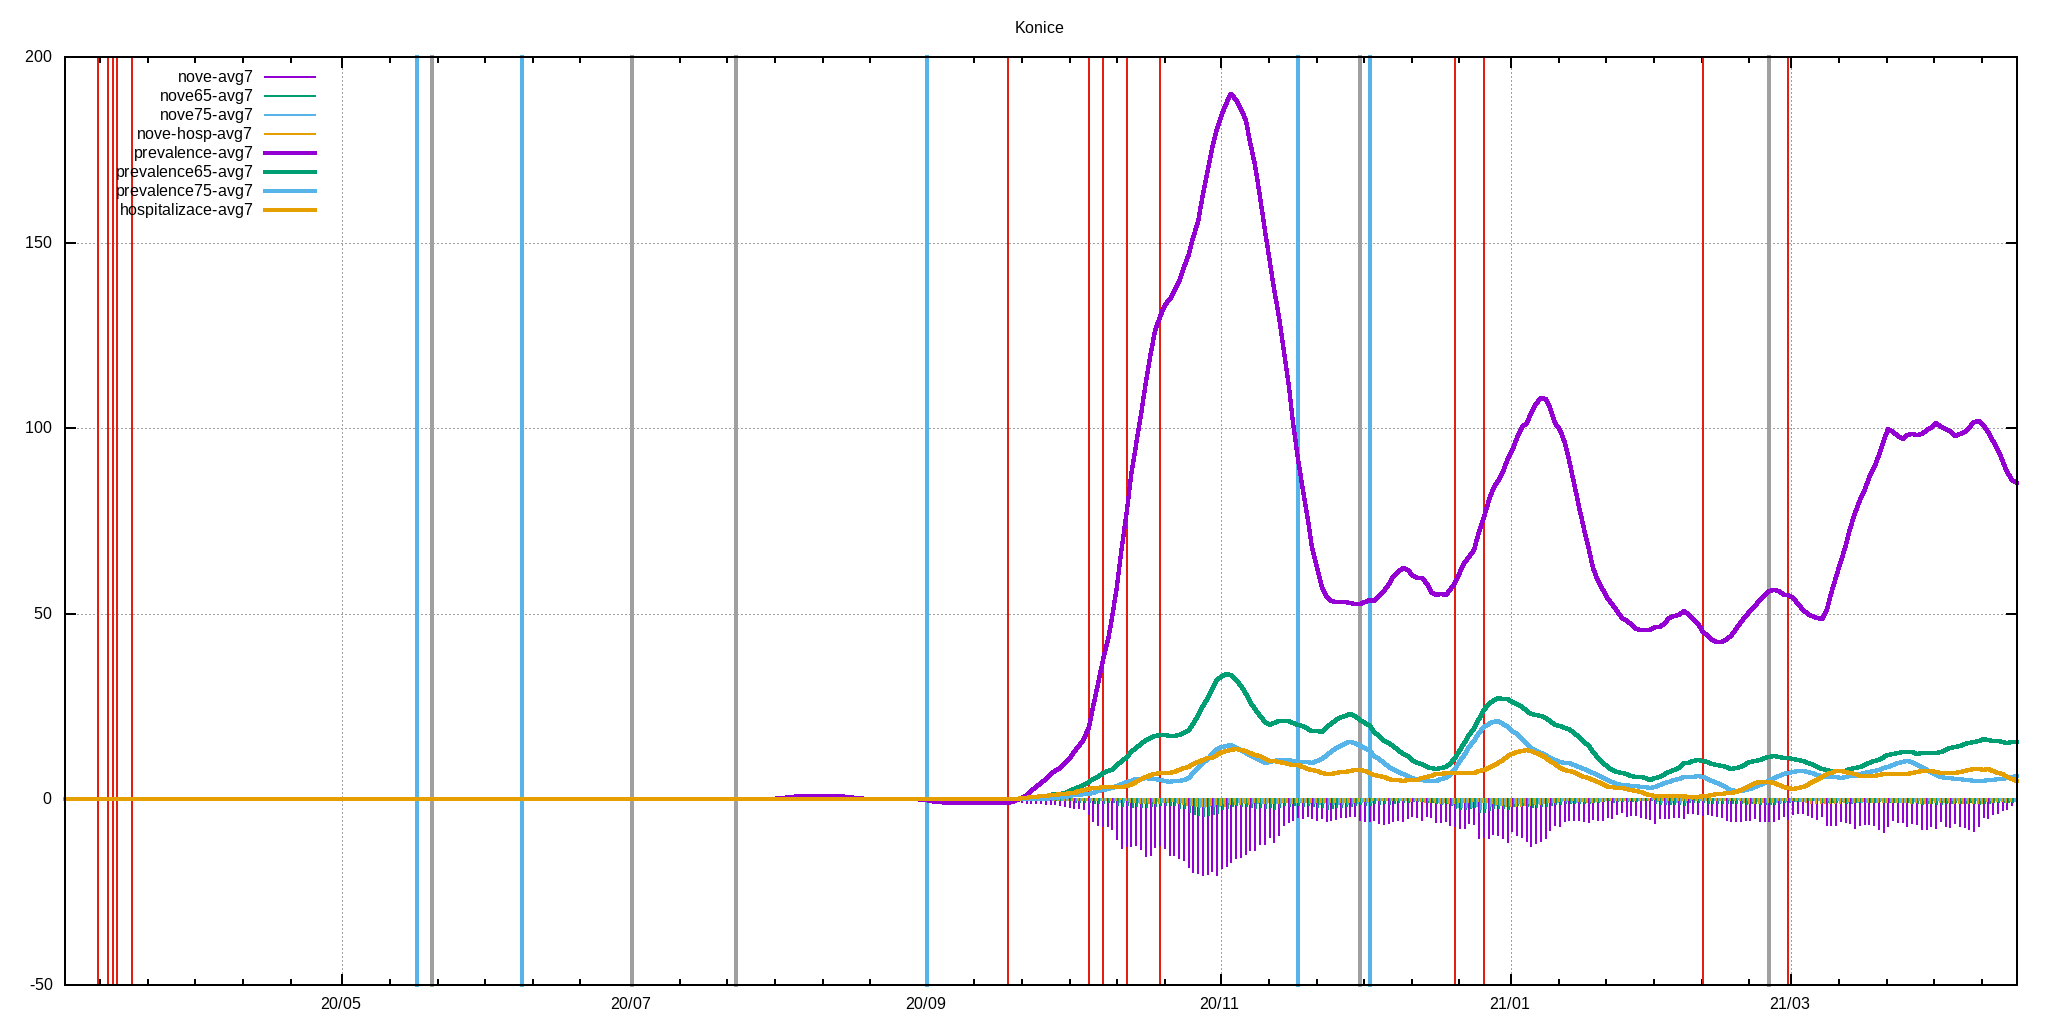 Konice
200
150
100
50
0
-50
nove-avg7
nove65-avg7
nove75-avg7
nove-hosp-avg7
prevalence-avg7
prevalence65-avg7
prevalence75-avg7
hospitalizace-avg7
20/05 20/07 20/09 20/11 21/01 21/03